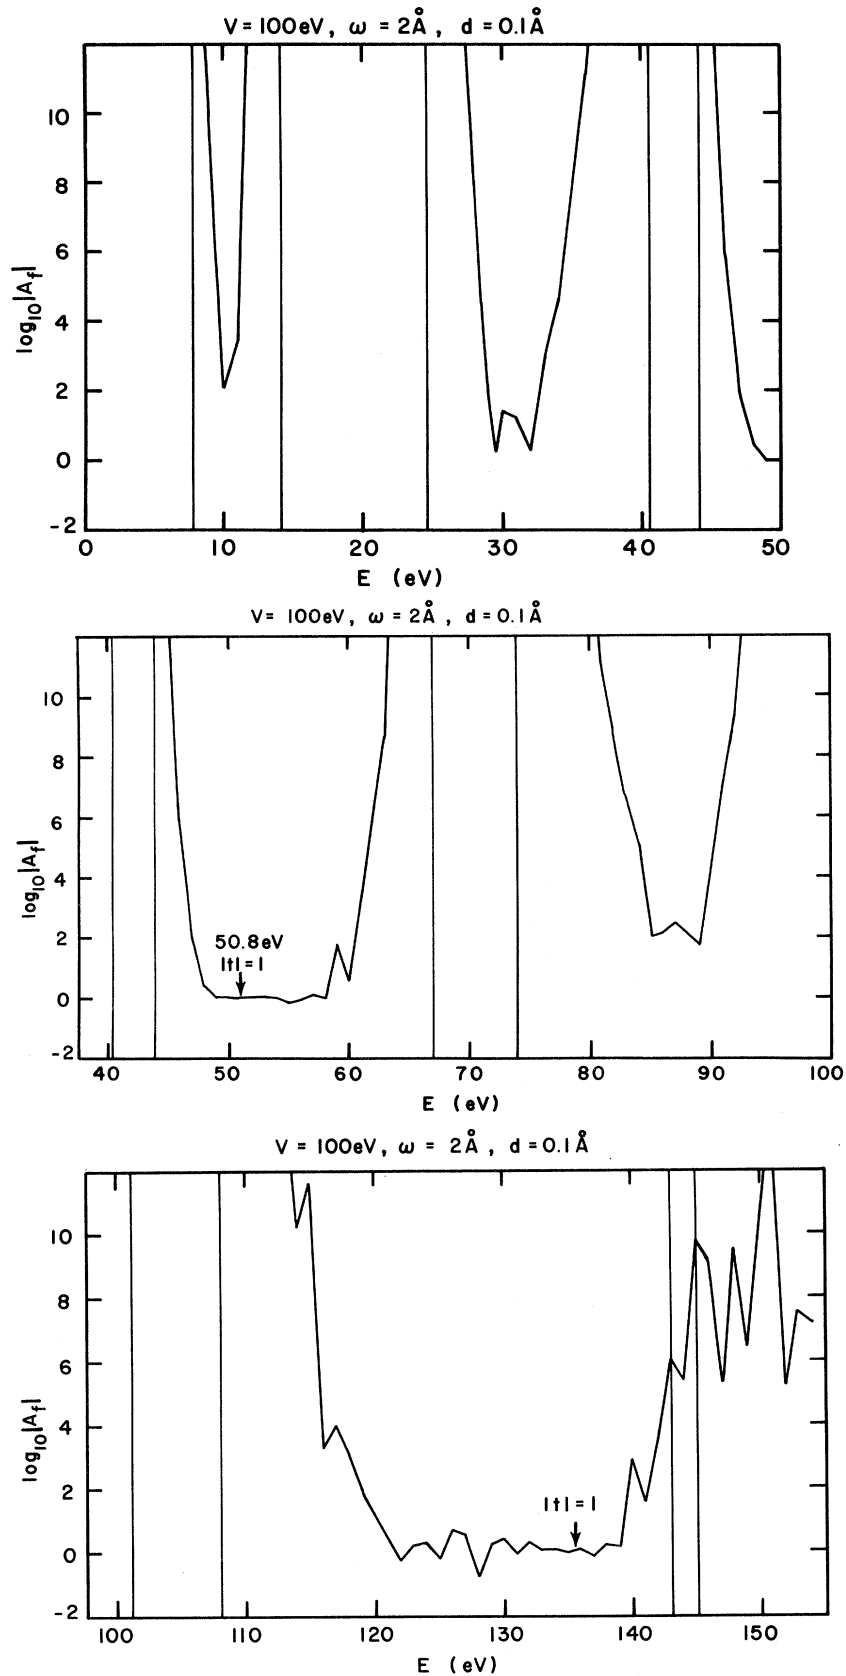 V = 100eV, ω = 2Å, d = 0.1Å
10
8
6
4
2
0
-2
log10|Af|
0 10 20 30 40 50
E (eV)
V = 100eV, ω = 2Å, d = 0.1Å
10
8
6
4
2
0
-2
log10|Af|
50.8eV
|t| = 1
40 50 60 70 80 90 100
E (eV)
V = 100eV, ω = 2Å, d = 0.1Å
10
8
6
4
2
0
-2
log10|Af|
|t| = 1
100 110 120 130 140 150
E (eV)